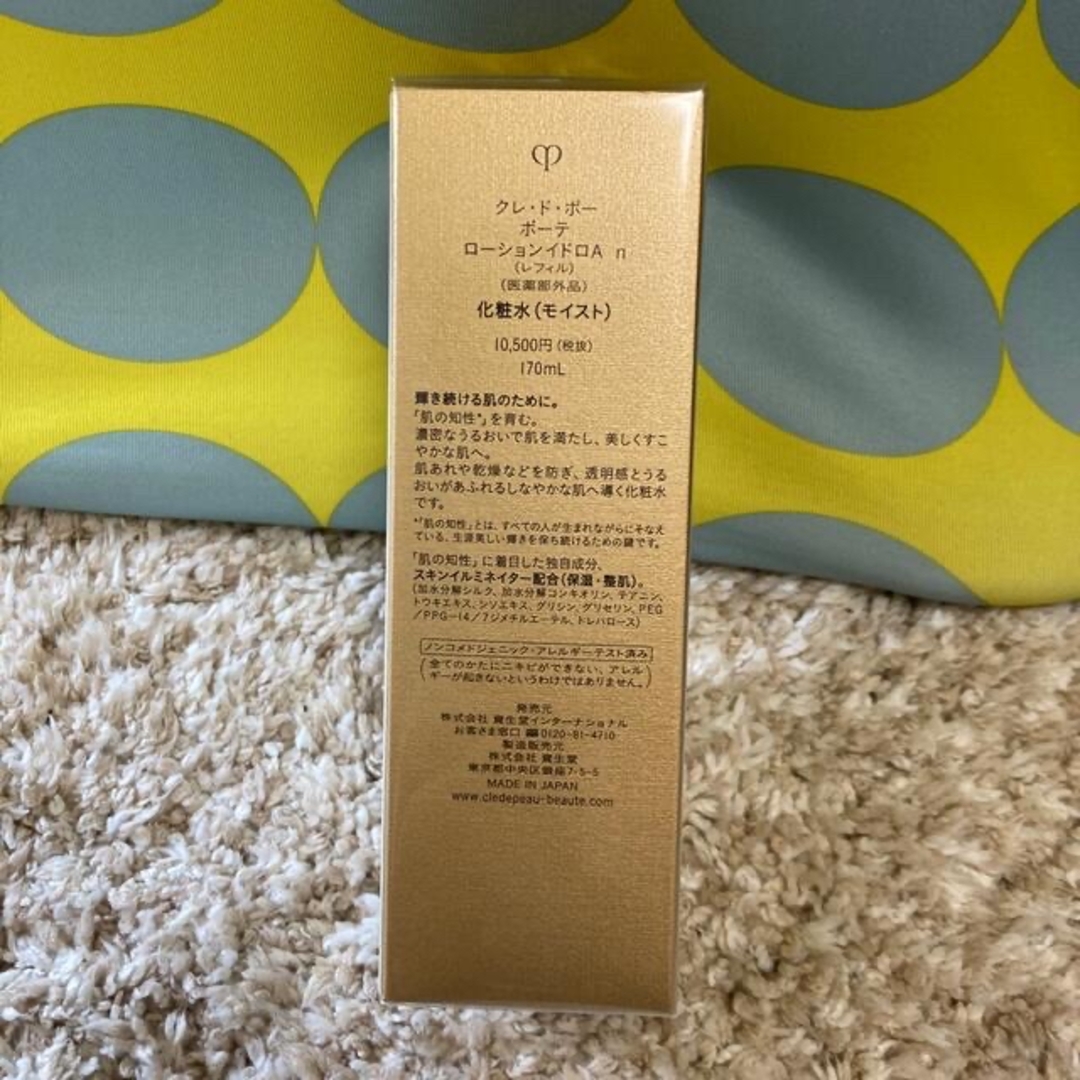 クレ・ド・ポー
ボーテ
ローションイドロA n
(レフィル)
(医薬部外品)
化粧水(モイスト)
10,500円(税抜)
170mL
輝き続ける肌のために。
「肌の知性*」を育む。
濃密なうるおいで肌を満たし、美しくすこ
やかな肌へ。
肌あれや乾燥などを防ぎ、透明感とうる
おいがあふれるしなやかな肌へ導く化粧水
です。
*「肌の知性」とは、すべての人が生まれながらにそなえ
ている、生涯美しい輝きを保ち続けるための鍵です。
「肌の知性」に着目した独自成分、
スキンイルミネイター配合(保湿・整肌)。
(加水分解シルク、加水分解コンキオリン、テアニン、
トウキエキス、シソエキス、グリシン、グリセリン、PEG
/PPG-14/7ジメチルエーテル、トレハロース)
ノンコメドジェニック・アレルギーテスト済み
(全てのかたにニキビができない、アレル
ギーが起きないというわけではありません。)
発売元
株式会社 資生堂インターナショナル
お客さま窓口 0120-81-4710
製造販売元
株式会社 資生堂
東京都中央区銀座7-5-5
MADE IN JAPAN
www.cledepeau-beaute.com